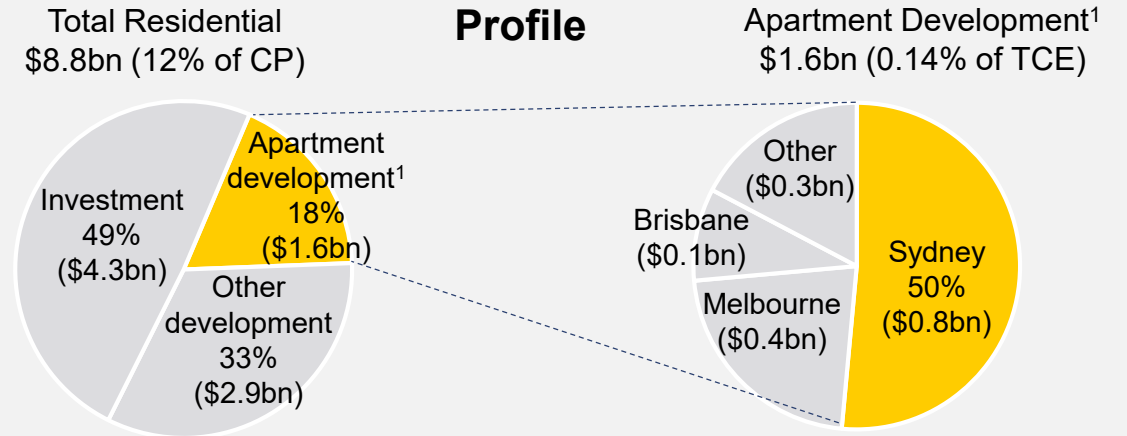 Profile
Total Residential
$8.8bn (12% of CP)
Investment
49%
($4.3bn)
Apartment
development¹
18%
($1.6bn)
Other
development
33%
($2.9bn)
Apartment Development¹
$1.6bn (0.14% of TCE)
Other
($0.3bn)
Brisbane
($0.1bn)
Melbourne
($0.4bn)
Sydney
50%
($0.8bn)